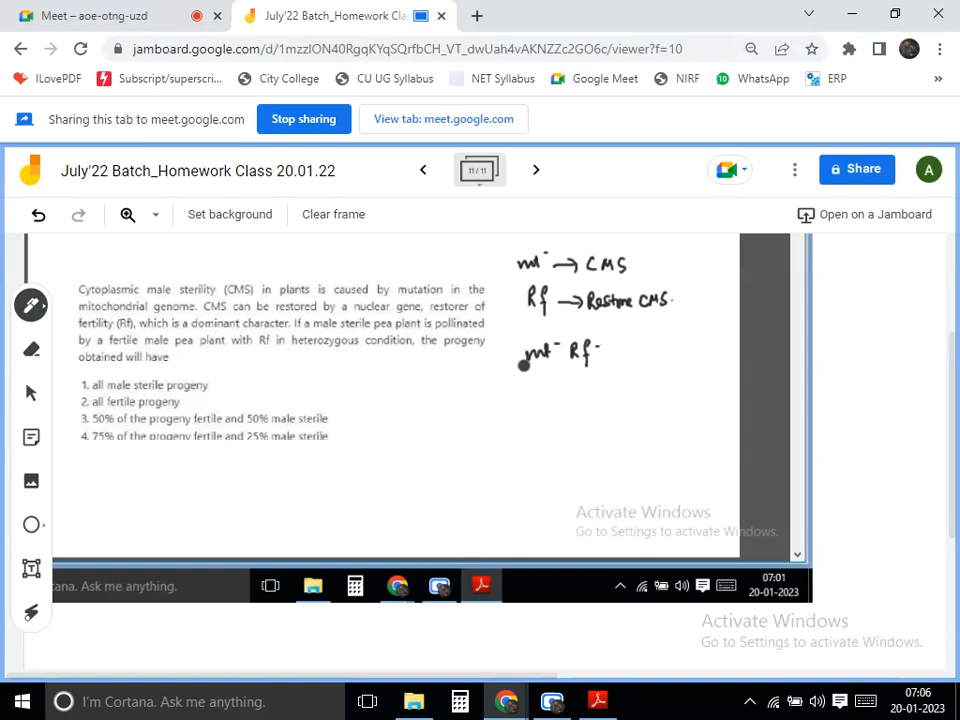 Meet – aoe-otng-uzd
July'22 Batch_Homework Cla
jamboard.google.com/d/1mzzlON40RgqKYqSQrfbCH_VT_dwUah4vAKNZZc2GO6c/viewer?f=10
ILovePDF
Subscript/superscri...
City College
CU UG Syllabus
NET Syllabus
Google Meet
NIRF
10
WhatsApp
ERP
Sharing this tab to meet.google.com
Stop sharing
View tab: meet.google.com
July'22 Batch_Homework Class 20.01.22
11 / 11
Share
A
Set background
Clear frame
Open on a Jamboard
mt⁻ → CMS
Rf → Restore CMS.
mt⁻ Rf⁻
Cytoplasmic male sterility (CMS) in plants is caused by mutation in the
mitochondrial genome. CMS can be restored by a nuclear gene, restorer of
fertility (Rf), which is a dominant character. If a male sterile pea plant is pollinated
by a fertile male pea plant with Rf in heterozygous condition, the progeny
obtained will have
1. all male sterile progeny
2. all fertile progeny
3. 50% of the progeny fertile and 50% male sterile
4. 75% of the progeny fertile and 25% male sterile
Activate Windows
Go to Settings to activate Windows.
tana. Ask me anything.
07:01
20-01-2023
Activate Windows
Go to Settings to activate Windows.
I'm Cortana. Ask me anything.
07:06
20-01-2023